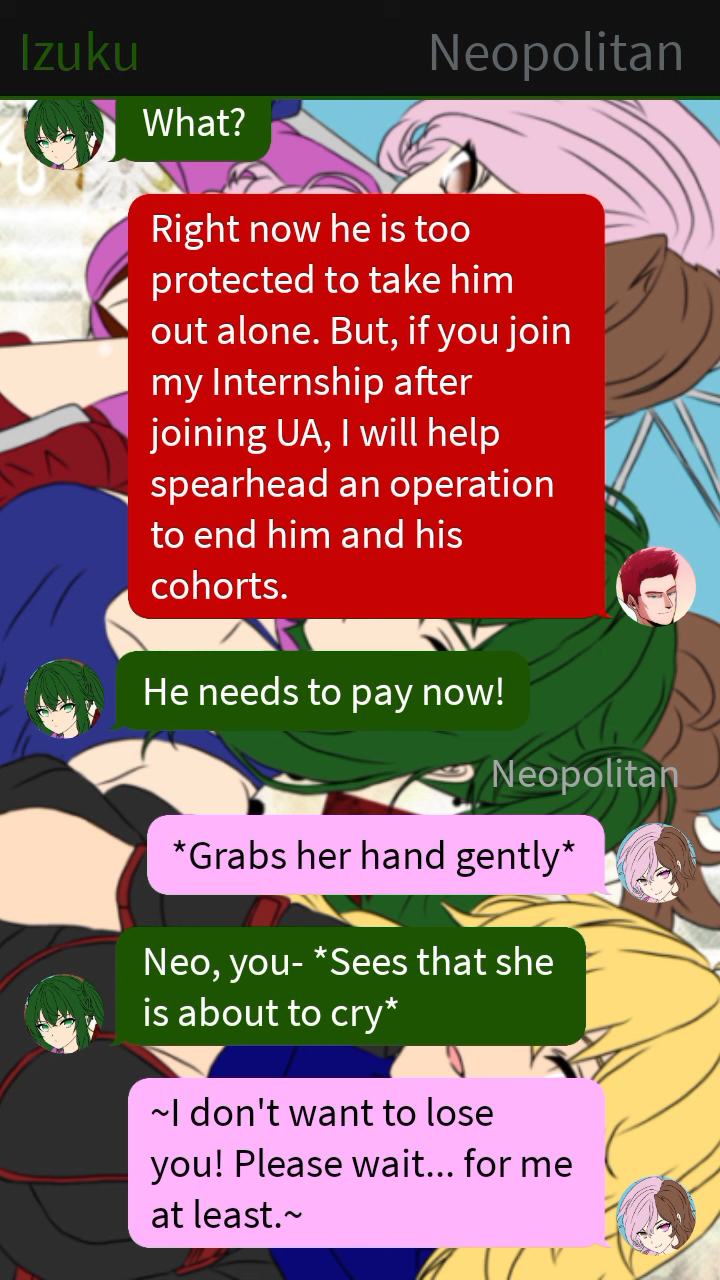 Izuku
Neopolitan
What?
Right now he is too
protected to take him
out alone. But, if you join
my Internship after
joining UA, I will help
spearhead an operation
to end him and his
cohorts.
He needs to pay now!
Neopolitan
*Grabs her hand gently*
Neo, you- *Sees that she
is about to cry*
~I don't want to lose
you! Please wait... for me
at least.~